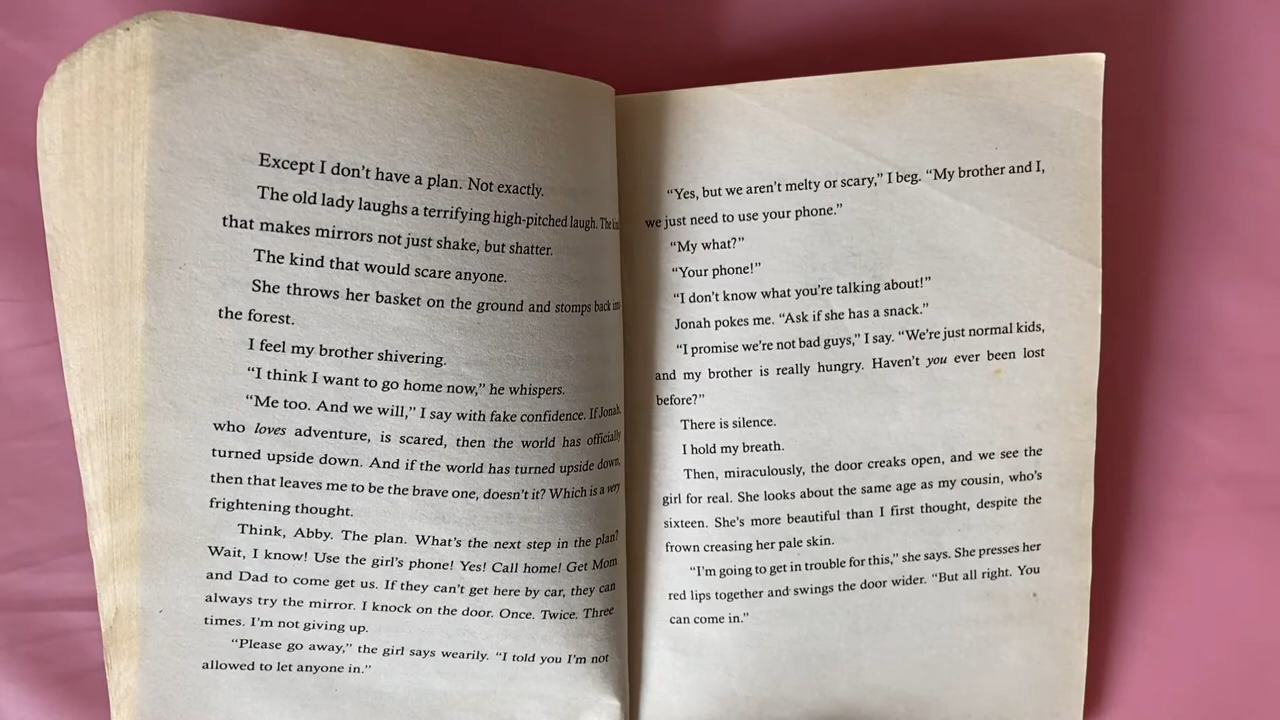 Except I don't have a plan. Not exactly.
The old lady laughs a terrifying high-pitched laugh. The
that makes mirrors not just shake, but shatter.
The kind that would scare anyone.
She throws her basket on the ground and stomps back into
the forest.
I feel my brother shivering.
“I think I want to go home now,” he whispers.
“Me too. And we will,” I say with fake confidence. If Jonah,
who loves adventure, is scared, then the world has officially
turned upside down. And if the world has turned upside down,
then that leaves me to be the brave one, doesn't it? Which is a very
frightening thought.
Think, Abby. The plan. What's the next step in the plan?
Wait, I know! Use the girl's phone! Yes! Call home! Get Mom
and Dad to come get us. If they can't get here by car, they can
always try the mirror. I knock on the door. Once. Twice. Three
times. I'm not giving up.
“Please go away,” the girl says wearily. “I told you I'm not
allowed to let anyone in.”
“Yes, but we aren't melty or scary,” I beg. “My brother and I,
we just need to use your phone.”
“My what?”
“Your phone!”
“I don't know what you're talking about!”
Jonah pokes me. “Ask if she has a snack.”
“I promise we're not bad guys,” I say. “We're just normal kids,
and my brother is really hungry. Haven't you ever been lost
before?”
There is silence.
I hold my breath.
Then, miraculously, the door creaks open, and we see the
girl for real. She looks about the same age as my cousin, who's
sixteen. She's more beautiful than I first thought, despite the
frown creasing her pale skin.
“I'm going to get in trouble for this,” she says. She presses her
red lips together and swings the door wider. “But all right. You
can come in.”